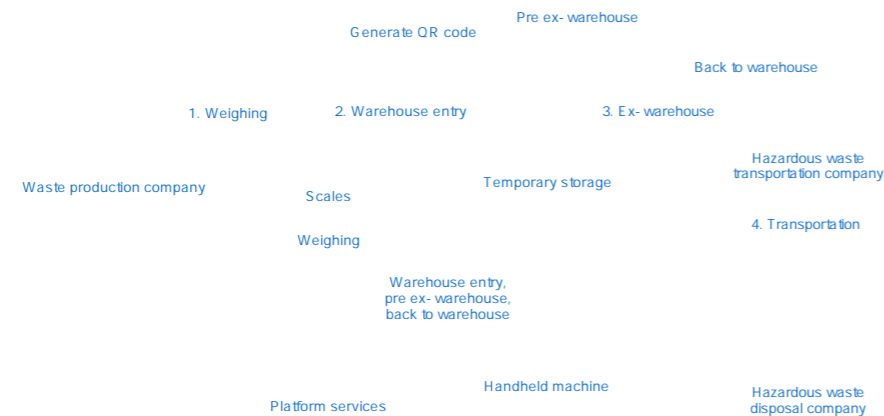 Pre ex-warehouse
Generate QR code
Back to warehouse
1. Weighing
2. Warehouse entry
3. Ex-warehouse
Hazardous waste
transportation company
Waste production company
Scales
Temporary storage
4. Transportation
Weighing
Warehouse entry,
pre ex-warehouse,
back to warehouse
Handheld machine
Platform services
Hazardous waste
disposal company